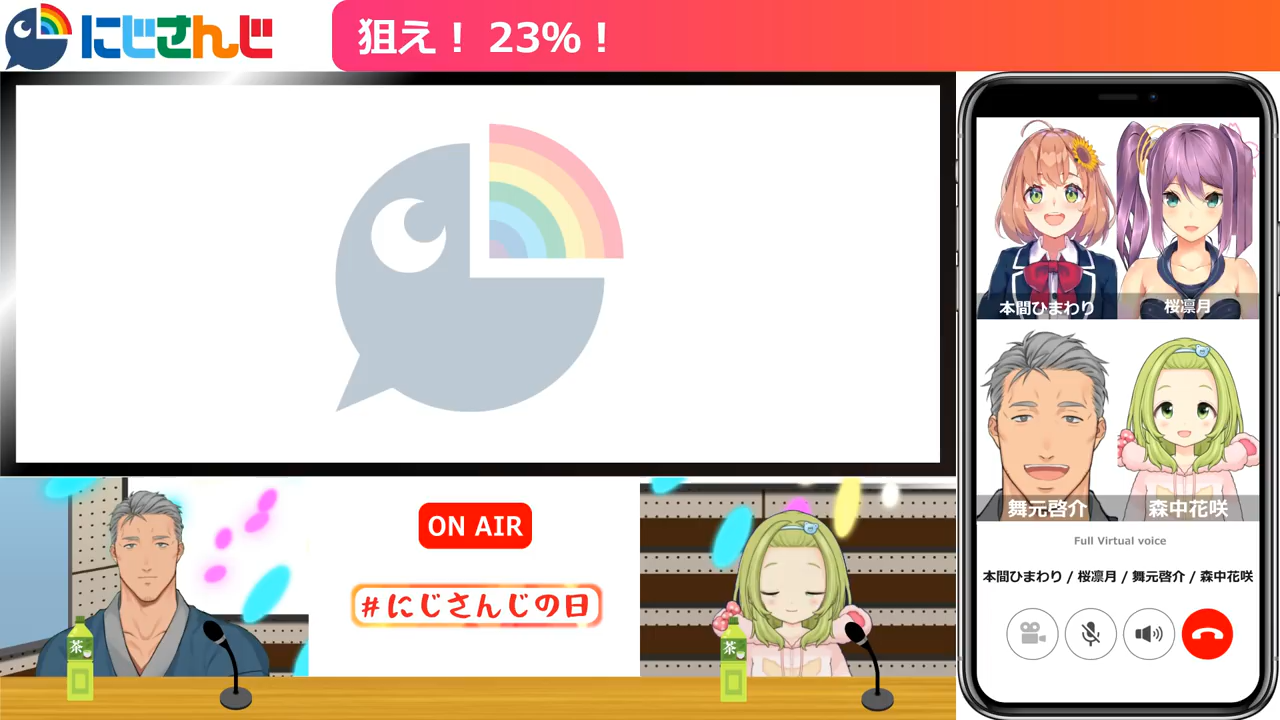 にじさんじ
狙え！ 23%！
本間ひまわり
桜凛月
舞元啓介
森中花咲
Full Virtual voice
本間ひまわり / 桜凛月 / 舞元啓介 / 森中花咲
ON AIR
#にじさんじの日
茶
茶